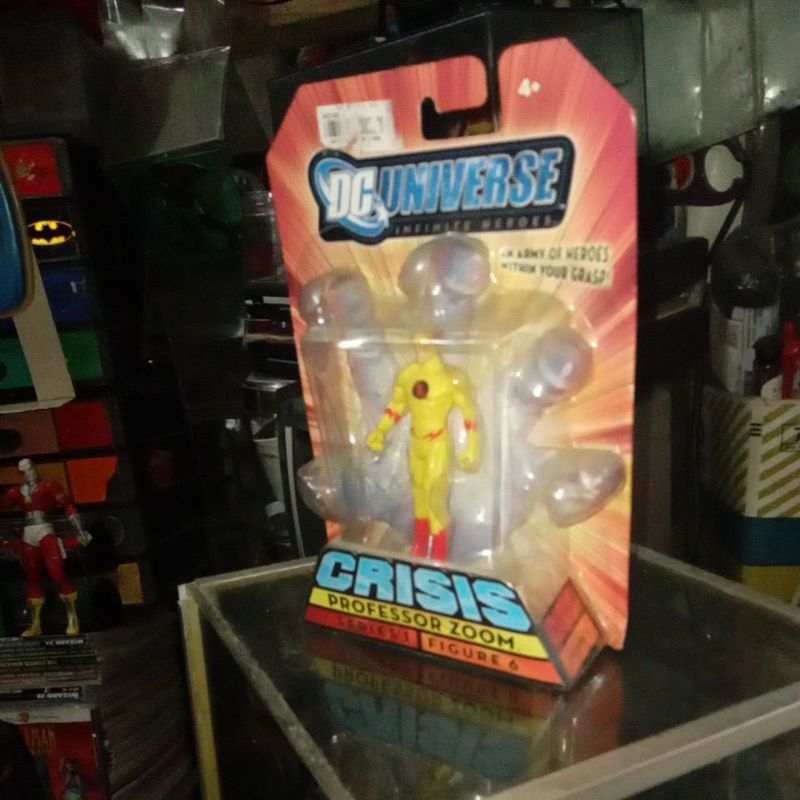 4+
DC UNIVERSE
INFINITE HEROES
AN ARMY OF HEROES
WITHIN YOUR GRASP!
CRISIS
PROFESSOR ZOOM
SERIES 1 FIGURE 6
WIZARD